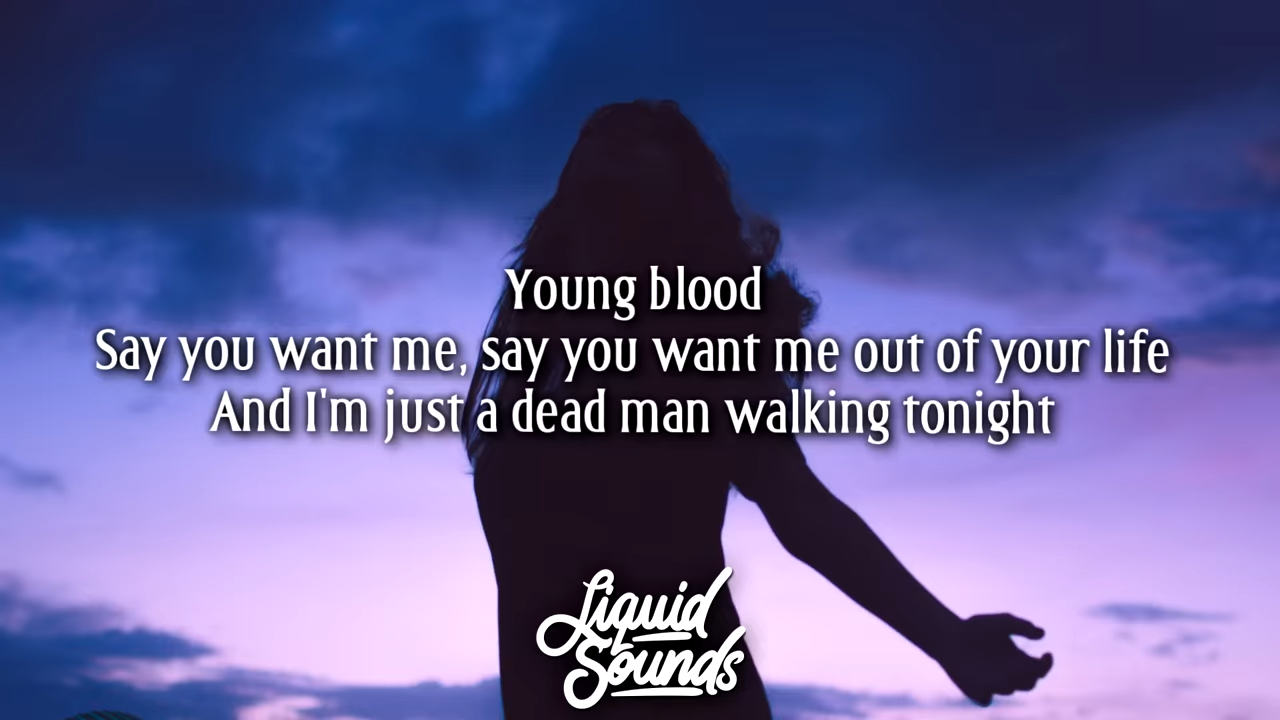 Young blood
Say you want me, say you want me out of your life
And I'm just a dead man walking tonight
Liquid
Sounds